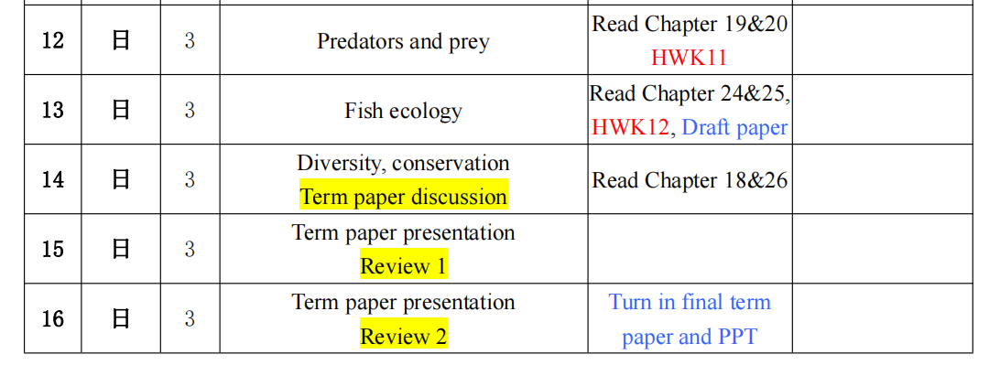 12 日 3 Predators and prey Read Chapter 19&20
HWK11
13 日 3 Fish ecology Read Chapter 24&25,
HWK12, Draft paper
14 日 3 Diversity, conservation
Term paper discussion Read Chapter 18&26
15 日 3 Term paper presentation
Review 1
16 日 3 Term paper presentation
Review 2 Turn in final term
paper and PPT